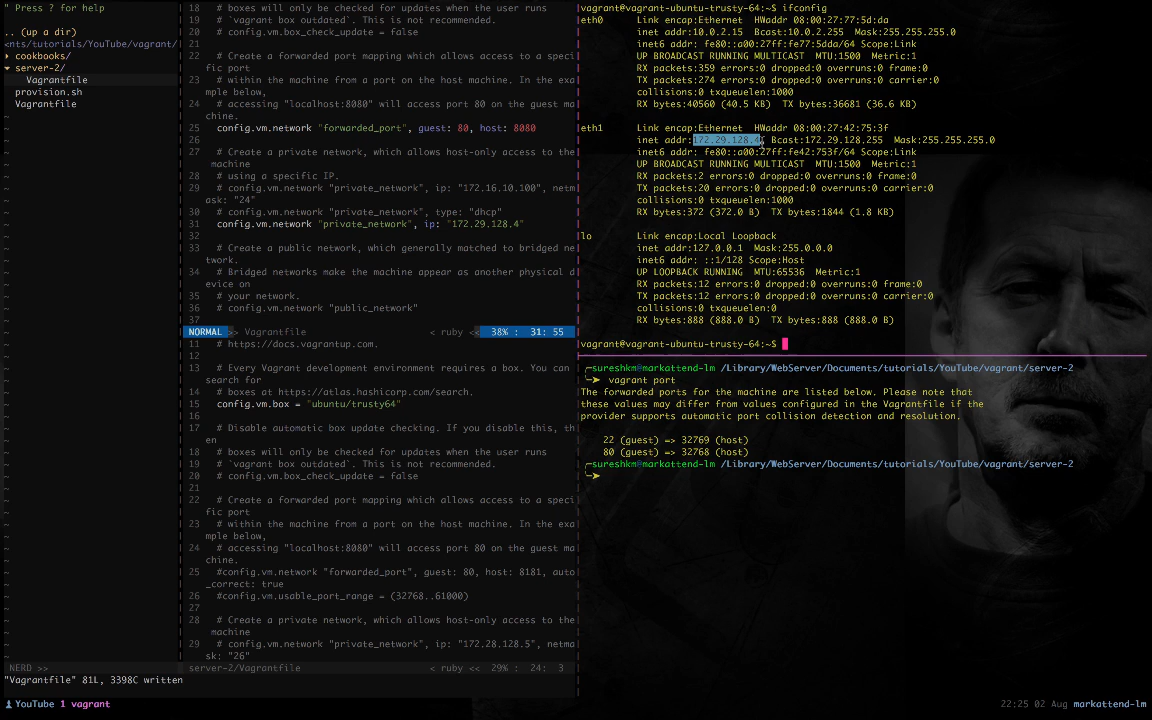 " Press ? for help
.. (up a dir)
<nts/tutorials/YouTube/vagrant/
▸ cookbooks/
▾ server-2/
Vagrantfile
provision.sh
Vagrantfile
18 # boxes will only be checked for updates when the user runs
19 # `vagrant box outdated`. This is not recommended.
20 # config.vm.box_check_update = false
21
22 # Create a forwarded port mapping which allows access to a speci
fic port
23 # within the machine from a port on the host machine. In the exa
mple below,
24 # accessing "localhost:8080" will access port 80 on the guest ma
chine.
25 config.vm.network "forwarded_port", guest: 80, host: 8080
26
27 # Create a private network, which allows host-only access to the
machine
28 # using a specific IP.
29 # config.vm.network "private_network", ip: "172.16.10.100", netm
ask: "24"
30 # config.vm.network "private_network", type: "dhcp"
31 config.vm.network "private_network", ip: "172.29.128.4"
32
33 # Create a public network, which generally matched to bridged ne
twork.
34 # Bridged networks make the machine appear as another physical d
evice on
35 # your network.
36 # config.vm.network "public_network"
37
NORMAL >> Vagrantfile < ruby << 38% : 31: 55
11 # https://docs.vagrantup.com.
12
13 # Every Vagrant development environment requires a box. You can
search for
14 # boxes at https://atlas.hashicorp.com/search.
15 config.vm.box = "ubuntu/trusty64"
16
17 # Disable automatic box update checking. If you disable this, th
en
18 # boxes will only be checked for updates when the user runs
19 # `vagrant box outdated`. This is not recommended.
20 # config.vm.box_check_update = false
21
22 # Create a forwarded port mapping which allows access to a speci
fic port
23 # within the machine from a port on the host machine. In the exa
mple below,
24 # accessing "localhost:8080" will access port 80 on the guest ma
chine.
25 #config.vm.network "forwarded_port", guest: 80, host: 8181, auto
_correct: true
26 #config.vm.usable_port_range = (32768..61000)
27
28 # Create a private network, which allows host-only access to the
machine
29 # config.vm.network "private_network", ip: "172.28.128.5", netma
sk: "26"
NERD >> server-2/Vagrantfile < ruby << 29% : 24: 3
"Vagrantfile" 81L, 3398C written
vagrant@vagrant-ubuntu-trusty-64:~$ ifconfig
eth0 Link encap:Ethernet HWaddr 08:00:27:77:5d:da
inet addr:10.0.2.15 Bcast:10.0.2.255 Mask:255.255.255.0
inet6 addr: fe80::a00:27ff:fe77:5dda/64 Scope:Link
UP BROADCAST RUNNING MULTICAST MTU:1500 Metric:1
RX packets:359 errors:0 dropped:0 overruns:0 frame:0
TX packets:274 errors:0 dropped:0 overruns:0 carrier:0
collisions:0 txqueuelen:1000
RX bytes:40560 (40.5 KB) TX bytes:36681 (36.6 KB)
eth1 Link encap:Ethernet HWaddr 08:00:27:42:75:3f
inet addr:172.29.128.4 Bcast:172.29.128.255 Mask:255.255.255.0
inet6 addr: fe80::a00:27ff:fe42:753f/64 Scope:Link
UP BROADCAST RUNNING MULTICAST MTU:1500 Metric:1
RX packets:2 errors:0 dropped:0 overruns:0 frame:0
TX packets:20 errors:0 dropped:0 overruns:0 carrier:0
collisions:0 txqueuelen:1000
RX bytes:372 (372.0 B) TX bytes:1844 (1.8 KB)
lo Link encap:Local Loopback
inet addr:127.0.0.1 Mask:255.0.0.0
inet6 addr: ::1/128 Scope:Host
UP LOOPBACK RUNNING MTU:65536 Metric:1
RX packets:12 errors:0 dropped:0 overruns:0 frame:0
TX packets:12 errors:0 dropped:0 overruns:0 carrier:0
collisions:0 txqueuelen:0
RX bytes:888 (888.0 B) TX bytes:888 (888.0 B)
vagrant@vagrant-ubuntu-trusty-64:~$
sureshkm@markattend-lm /Library/WebServer/Documents/tutorials/YouTube/vagrant/server-2
vagrant port
The forwarded ports for the machine are listed below. Please note that
these values may differ from values configured in the Vagrantfile if the
provider supports automatic port collision detection and resolution.
22 (guest) => 32769 (host)
80 (guest) => 32768 (host)
sureshkm@markattend-lm /Library/WebServer/Documents/tutorials/YouTube/vagrant/server-2
YouTube 1 vagrant 22:25 02 Aug markattend-lm